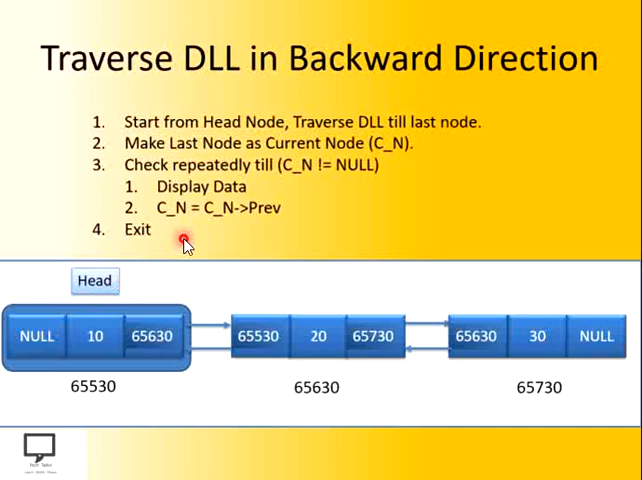 Traverse DLL in Backward Direction
1. Start from Head Node, Traverse DLL till last node.
2. Make Last Node as Current Node (C_N).
3. Check repeatedly till (C_N != NULL)
1. Display Data
2. C_N = C_N->Prev
4. Exit
Head
NULL 10 65630 65530 20 65730 65630 30 NULL
65530 65630 65730
Tech Talks